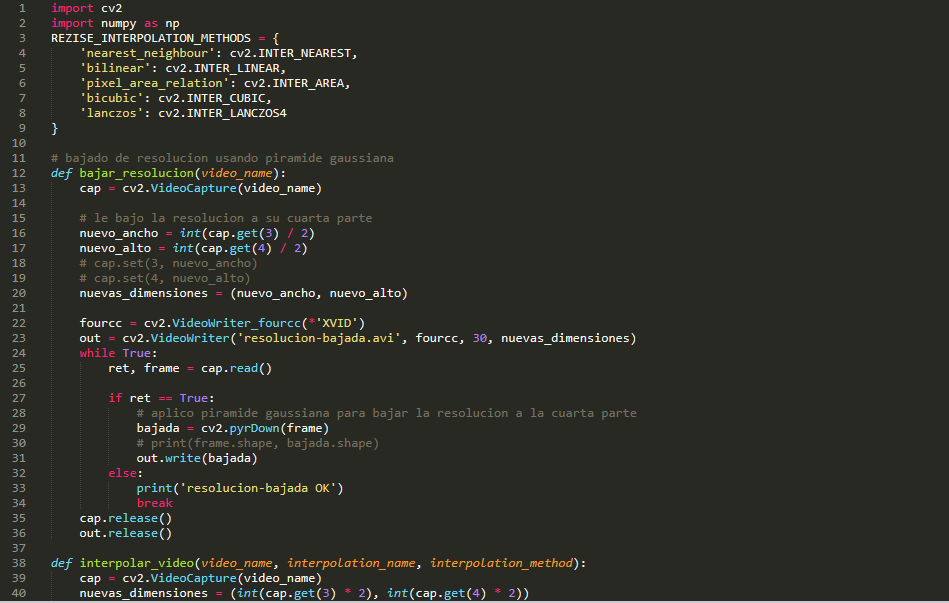 1 import cv2
2 import numpy as np
3 REZISE_INTERPOLATION_METHODS = {
4     'nearest_neighbour': cv2.INTER_NEAREST,
5     'bilinear': cv2.INTER_LINEAR,
6     'pixel_area_relation': cv2.INTER_AREA,
7     'bicubic': cv2.INTER_CUBIC,
8     'lanczos': cv2.INTER_LANCZOS4
9 }
10
11 # bajado de resolucion usando piramide gaussiana
12 def bajar_resolucion(video_name):
13     cap = cv2.VideoCapture(video_name)
14
15     # le bajo la resolucion a su cuarta parte
16     nuevo_ancho = int(cap.get(3) / 2)
17     nuevo_alto = int(cap.get(4) / 2)
18     # cap.set(3, nuevo_ancho)
19     # cap.set(4, nuevo_alto)
20     nuevas_dimensiones = (nuevo_ancho, nuevo_alto)
21
22     fourcc = cv2.VideoWriter_fourcc(*'XVID')
23     out = cv2.VideoWriter('resolucion-bajada.avi', fourcc, 30, nuevas_dimensiones)
24     while True:
25         ret, frame = cap.read()
26
27         if ret == True:
28             # aplico piramide gaussiana para bajar la resolucion a la cuarta parte
29             bajada = cv2.pyrDown(frame)
30             # print(frame.shape, bajada.shape)
31             out.write(bajada)
32         else:
33             print('resolucion-bajada OK')
34             break
35     cap.release()
36     out.release()
37
38 def interpolar_video(video_name, interpolation_name, interpolation_method):
39     cap = cv2.VideoCapture(video_name)
40     nuevas_dimensiones = (int(cap.get(3) * 2), int(cap.get(4) * 2))